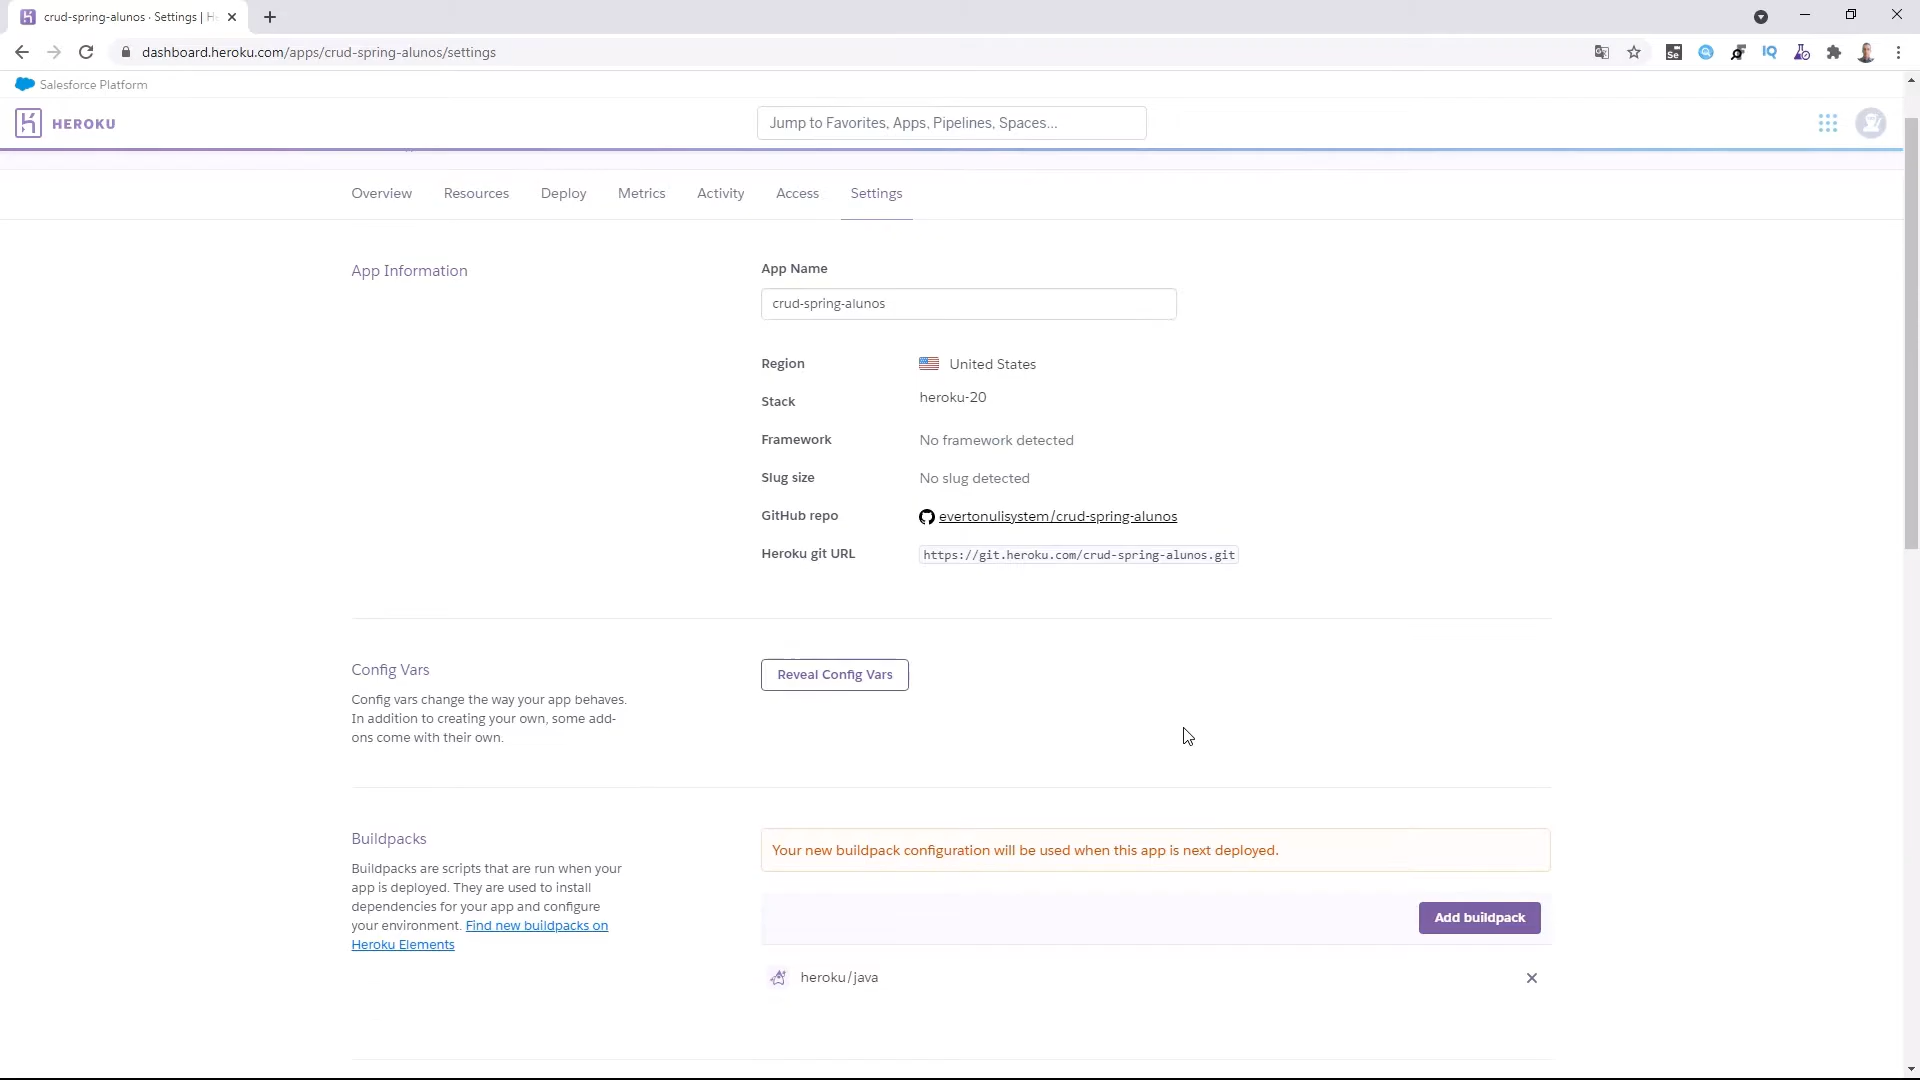 crud-spring-alunos · Settings | H
dashboard.heroku.com/apps/crud-spring-alunos/settings
Se
IQ
Salesforce Platform
HEROKU
Jump to Favorites, Apps, Pipelines, Spaces...
Overview
Resources
Deploy
Metrics
Activity
Access
Settings
App Information
App Name
crud-spring-alunos
Region
United States
Stack
heroku-20
Framework
No framework detected
Slug size
No slug detected
GitHub repo
evertonulisystem/crud-spring-alunos
Heroku git URL
https://git.heroku.com/crud-spring-alunos.git
Config Vars
Config vars change the way your app behaves.
In addition to creating your own, some add-
ons come with their own.
Reveal Config Vars
Buildpacks
Buildpacks are scripts that are run when your
app is deployed. They are used to install
dependencies for your app and configure
your environment. Find new buildpacks on
Heroku Elements
Your new buildpack configuration will be used when this app is next deployed.
Add buildpack
heroku/java